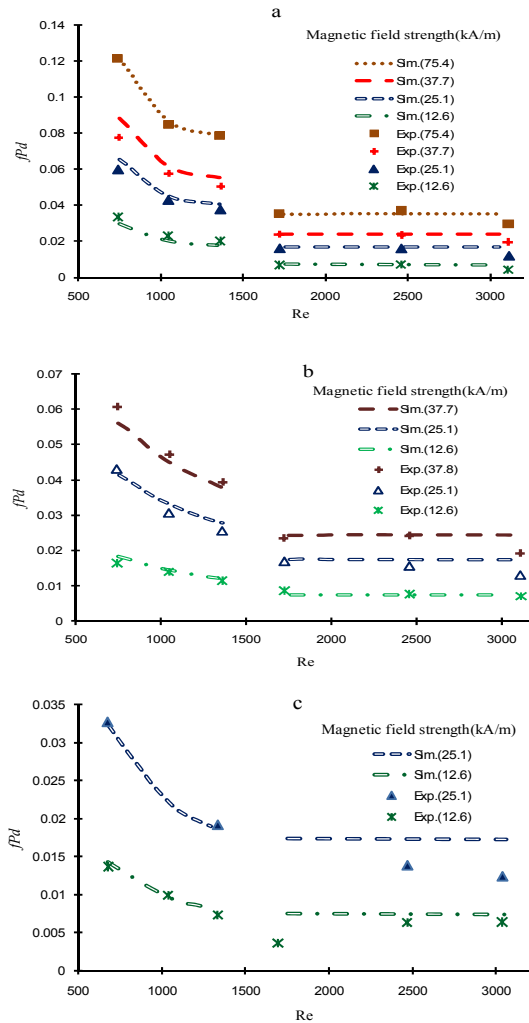 a
Magnetic field strength(kA/m)
Sim.(75.4)
Sim.(37.7)
Sim.(25.1)
Sim.(12.6)
Exp.(75.4)
Exp.(37.7)
Exp.(25.1)
Exp.(12.6)
0.14
0.12
0.1
0.08
0.06
0.04
0.02
0
fPd
500 1000 1500 2000 2500 3000
Re
b
Magnetic field strength(kA/m)
Sim.(37.7)
Sim.(25.1)
Sim.(12.6)
Exp.(37.8)
Exp.(25.1)
Exp.(12.6)
0.07
0.06
0.05
0.04
0.03
0.02
0.01
0
fPd
500 1000 1500 2000 2500 3000
Re
c
Magnetic field strength(kA/m)
Sim.(25.1)
Sim.(12.6)
Exp.(25.1)
Exp.(12.6)
0.035
0.03
0.025
0.02
0.015
0.01
0.005
0
fPd
500 1000 1500 2000 2500 3000
Re